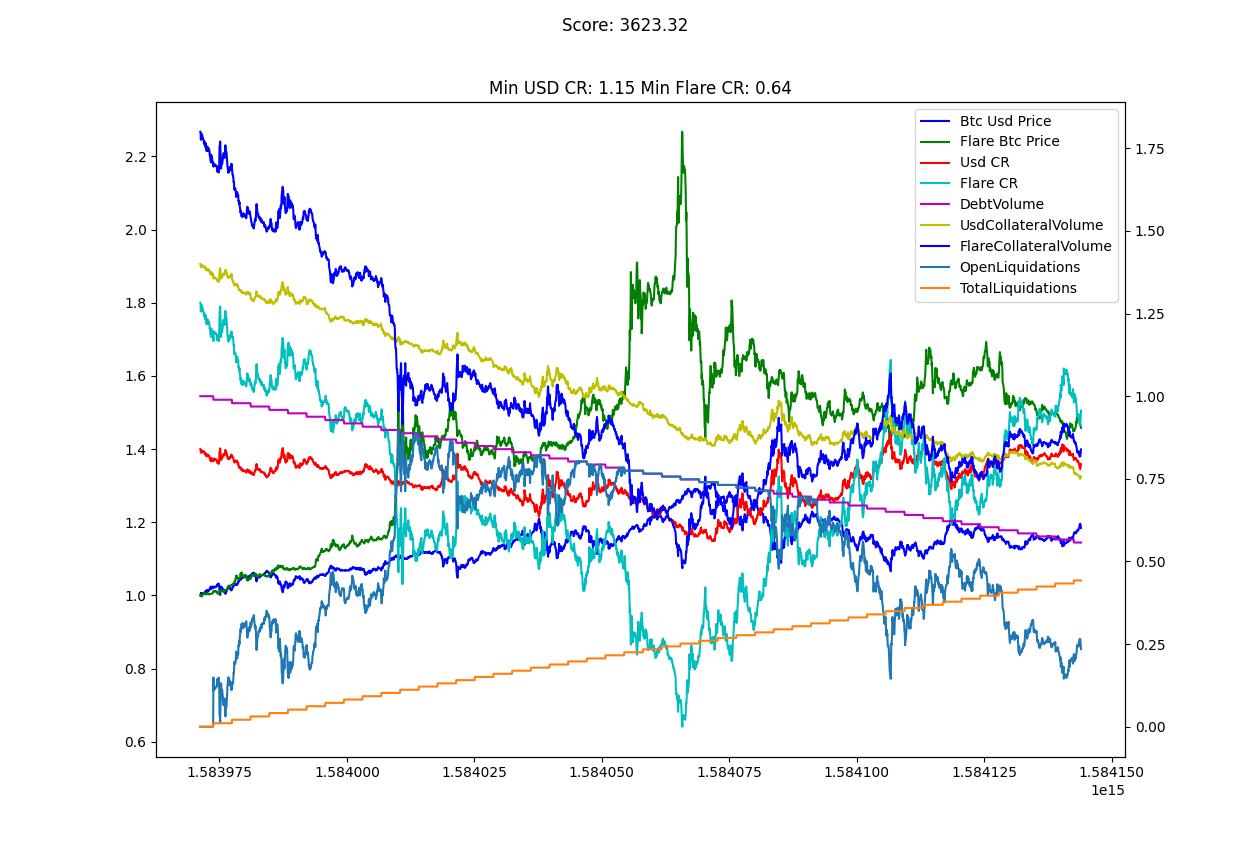 Score: 3623.32
Min USD CR: 1.15 Min Flare CR: 0.64
Btc Usd Price
Flare Btc Price
Usd CR
Flare CR
DebtVolume
UsdCollateralVolume
FlareCollateralVolume
OpenLiquidations
TotalLiquidations
2.2
2.0
1.8
1.6
1.4
1.2
1.0
0.8
0.6
1.75
1.50
1.25
1.00
0.75
0.50
0.25
0.00
1.583975 1.584000 1.584025 1.584050 1.584075 1.584100 1.584125 1.584150
1e15